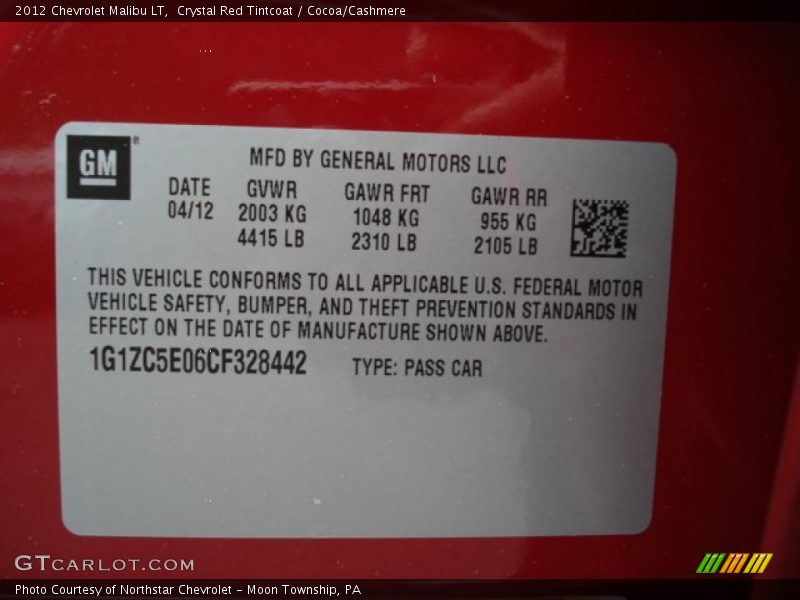 2012 Chevrolet Malibu LT,  Crystal Red Tintcoat / Cocoa/Cashmere
GM®
MFD BY GENERAL MOTORS LLC
DATE GVWR GAWR FRT GAWR RR
04/12 2003 KG 1048 KG 955 KG
4415 LB 2310 LB 2105 LB
THIS VEHICLE CONFORMS TO ALL APPLICABLE U.S. FEDERAL MOTOR
VEHICLE SAFETY, BUMPER, AND THEFT PREVENTION STANDARDS IN
EFFECT ON THE DATE OF MANUFACTURE SHOWN ABOVE.
1G1ZC5E06CF328442 TYPE: PASS CAR
GTCARLOT.COM
Photo Courtesy of Northstar Chevrolet - Moon Township, PA